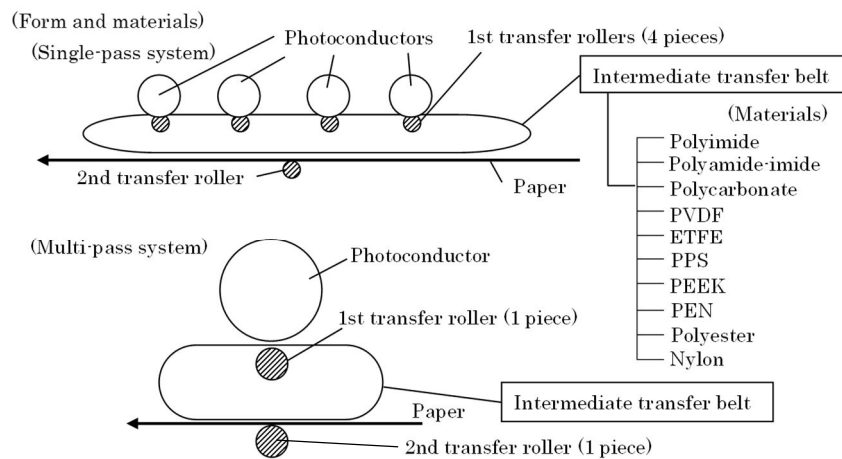 (Form and materials)
(Single-pass system)
Photoconductors
1st transfer rollers (4 pieces)
Intermediate transfer belt
(Materials)
Polyimide
Polyamide-imide
Polycarbonate
PVDF
ETFE
PPS
PEEK
PEN
Polyester
Nylon
2nd transfer roller
Paper
(Multi-pass system)
Photoconductor
1st transfer roller (1 piece)
Intermediate transfer belt
Paper
2nd transfer roller (1 piece)